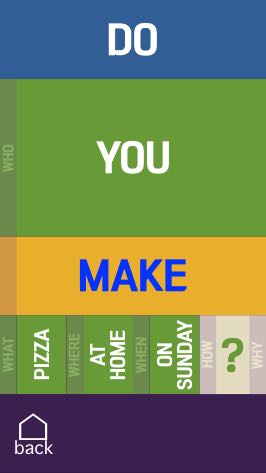 DO
WHO
YOU
MAKE
WHAT
PIZZA
WHERE
AT
HOME
WHEN
ON
SUNDAY
HOW
?
WHY
back